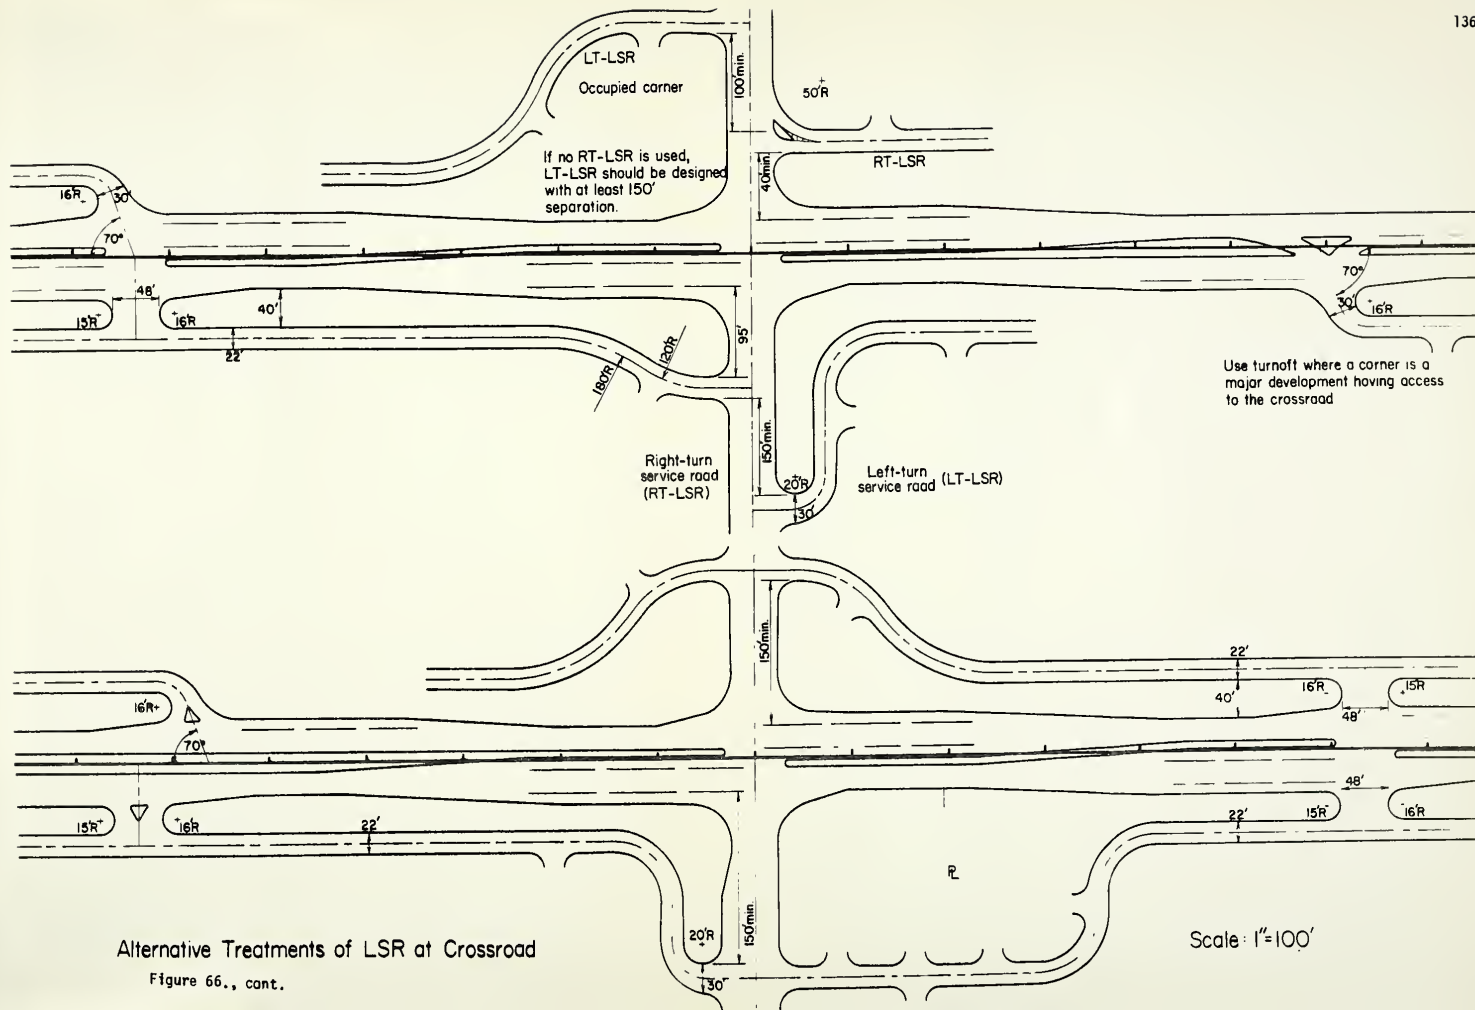 136
LT-LSR
Occupied corner
100' min.
50'R
If no RT-LSR is used,
LT-LSR should be designed
with at least 150'
separation.
40' min.
RT-LSR
16'R
30'
70°
48'
15'R
16'R
40'
22'
95'
120'R
180'R
70°
30'
16'R
Use turnoff where a corner is a
major development having access
to the crossroad
150' min.
Right-turn
service road
(RT-LSR)
Left-turn
service road (LT-LSR)
20'R
30'
150' min.
22'
16'R
15'R
40'
48'
16'R
70°
48'
15'R
16'R
22'
22'
15'R
16'R
PL
150' min.
20'R
30'
Alternative Treatments of LSR at Crossroad
Figure 66., cont.
Scale: 1"=100'